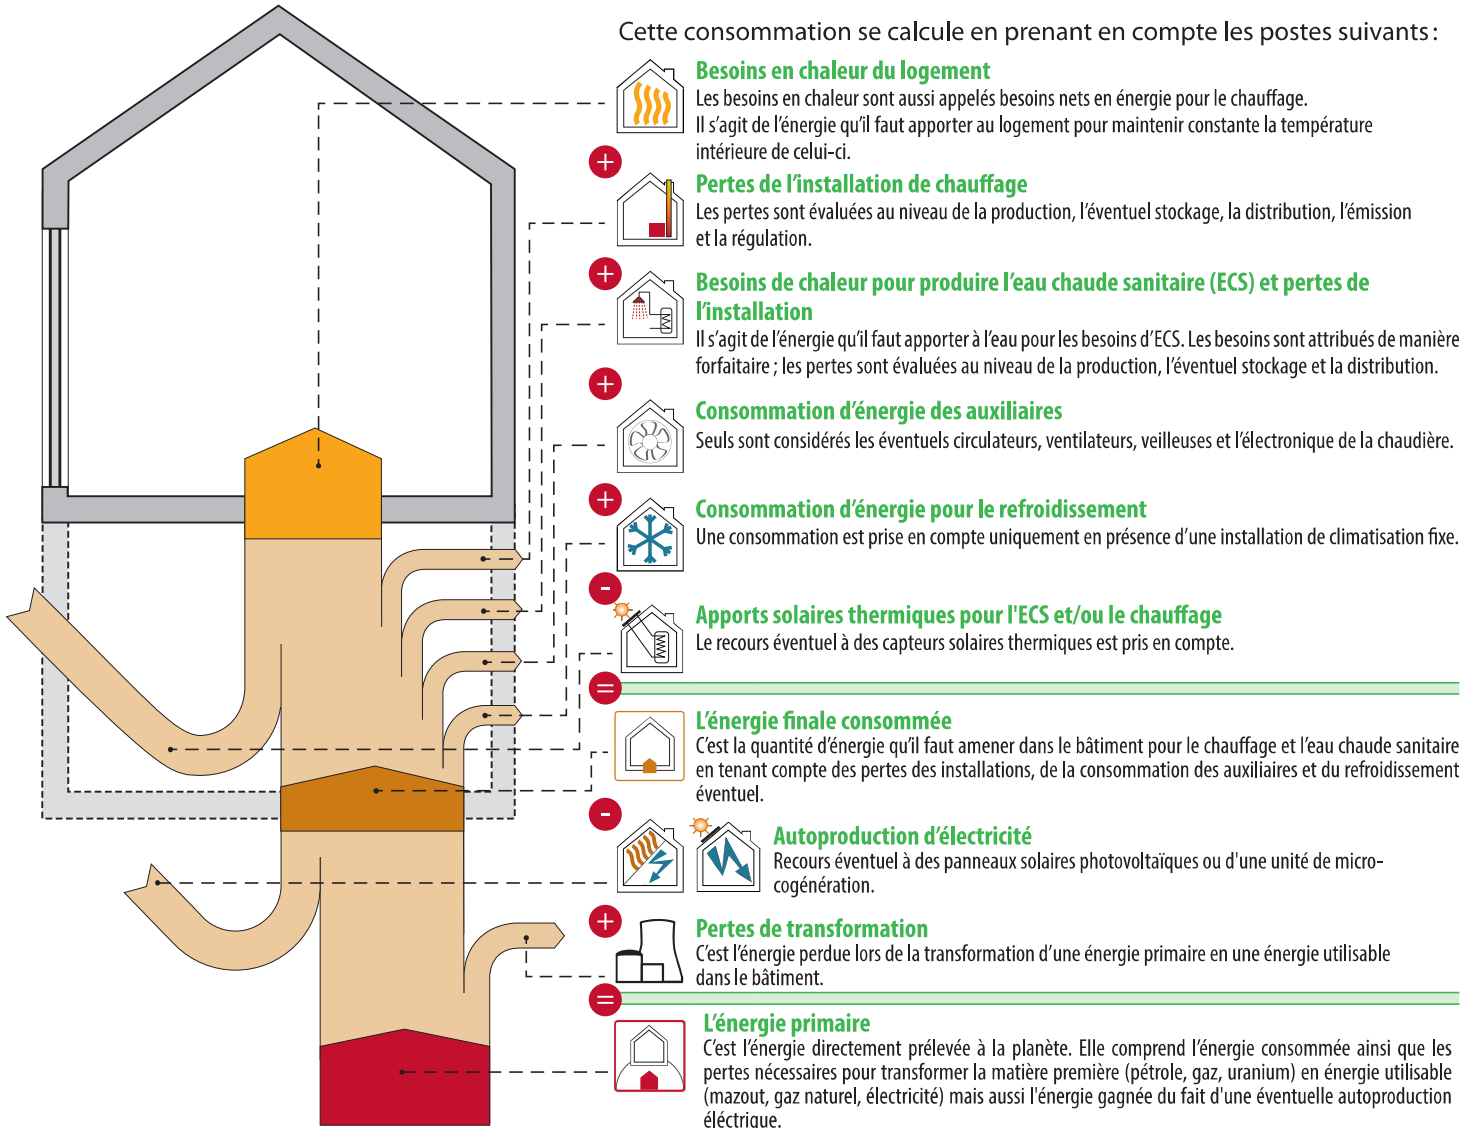 Cette consommation se calcule en prenant en compte les postes suivants :
Besoins en chaleur du logement
Les besoins en chaleur sont aussi appelés besoins nets en énergie pour le chauffage.
Il s’agit de l’énergie qu’il faut apporter au logement pour maintenir constante la température
intérieure de celui-ci.
+
Pertes de l’installation de chauffage
Les pertes sont évaluées au niveau de la production, l’éventuel stockage, la distribution, l’émission
et la régulation.
+
Besoins de chaleur pour produire l’eau chaude sanitaire (ECS) et pertes de
l’installation
Il s’agit de l’énergie qu’il faut apporter à l’eau pour les besoins d’ECS. Les besoins sont attribués de manière
forfaitaire ; les pertes sont évaluées au niveau de la production, l’éventuel stockage et la distribution.
+
Consommation d’énergie des auxiliaires
Seuls sont considérés les éventuels circulateurs, ventilateurs, veilleuses et l’électronique de la chaudière.
+
Consommation d’énergie pour le refroidissement
Une consommation est prise en compte uniquement en présence d’une installation de climatisation fixe.
-
Apports solaires thermiques pour l'ECS et/ou le chauffage
Le recours éventuel à des capteurs solaires thermiques est pris en compte.
=
L’énergie finale consommée
C’est la quantité d’énergie qu’il faut amener dans le bâtiment pour le chauffage et l’eau chaude sanitaire
en tenant compte des pertes des installations, de la consommation des auxiliaires et du refroidissement
éventuel.
-
Autoproduction d’électricité
Recours éventuel à des panneaux solaires photovoltaïques ou d'une unité de micro-
cogénération.
+
Pertes de transformation
C’est l’énergie perdue lors de la transformation d’une énergie primaire en une énergie utilisable
dans le bâtiment.
=
L’énergie primaire
C’est l’énergie directement prélevée à la planète. Elle comprend l’énergie consommée ainsi que les
pertes nécessaires pour transformer la matière première (pétrole, gaz, uranium) en énergie utilisable
(mazout, gaz naturel, électricité) mais aussi l'énergie gagnée du fait d'une éventuelle autoproduction
éléctrique.